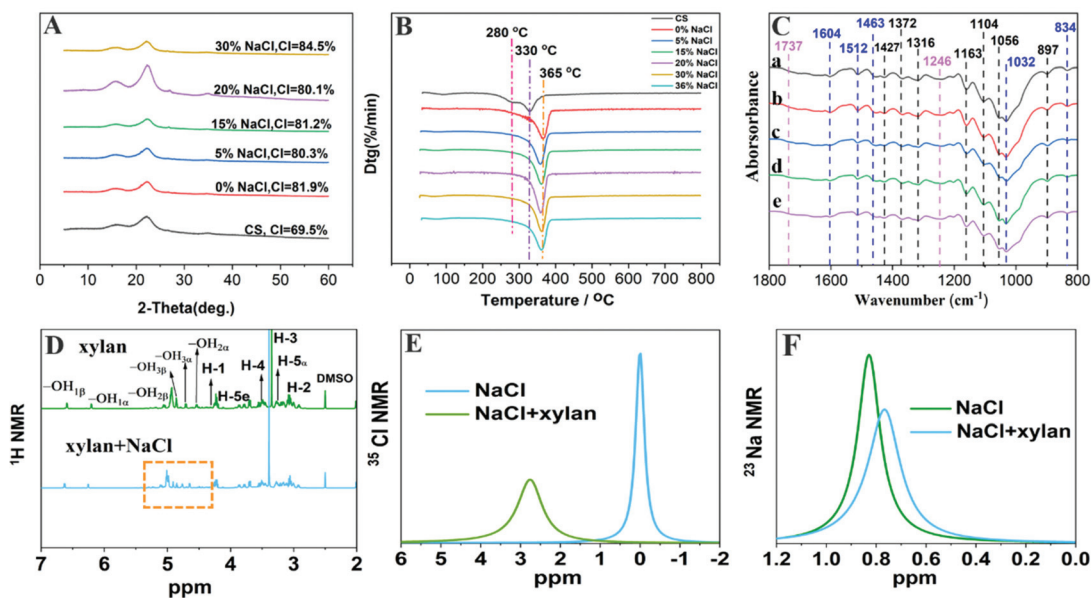 A
30% NaCl,CI=84.5%
20% NaCl,CI=80.1%
15% NaCl,CI=81.2%
5% NaCl,CI=80.3%
0% NaCl,CI=81.9%
CS, CI=69.5%
0 5 10 15 20 25 30 35 40 45 50 55 60
2-Theta(deg.)
B
280 °C
330 °C
365 °C
CS
0% NaCl
5% NaCl
15% NaCl
20% NaCl
30% NaCl
36% NaCl
Dtg(%/min)
0 100 200 300 400 500 600 700 800
Temperature / °C
C
1737
1604
1512
1463
1427
1372
1316
1246
1163
1104
1056
1032
897
834
a
b
c
d
e
Aborsorbance
1800 1600 1400 1200 1000 800
Wavenumber (cm⁻¹)
D
xylan
−OH1β
−OH1α
−OH2β
−OH3β
−OH3α
−OH2α
H-1
H-5e
H-4
H-3
H-5α
H-2
DMSO
xylan+NaCl
¹H NMR
7 6 5 4 3 2
ppm
E
NaCl
NaCl+xylan
³⁵Cl NMR
6 5 4 3 2 1 0 -1 -2
ppm
F
NaCl
NaCl+xylan
²³Na NMR
1.2 1.0 0.8 0.6 0.4 0.2 0.0
ppm